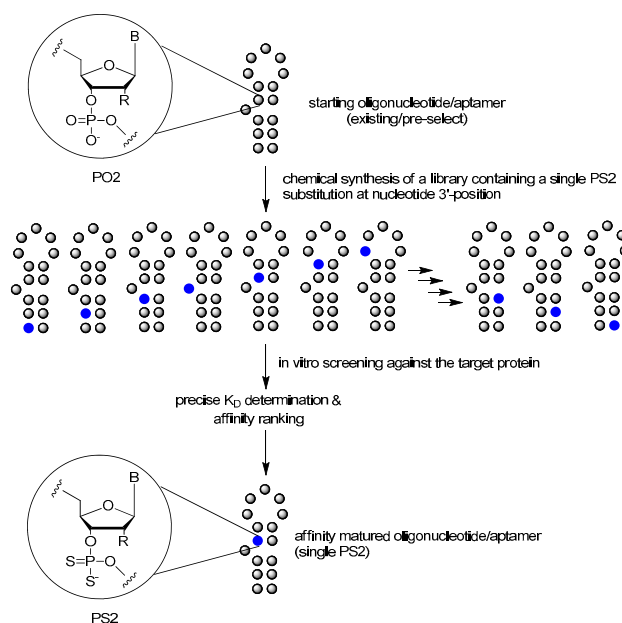 B
O
O
R
O=P-O
O-
PO2
starting oligonucleotide/aptamer
(existing/pre-select)
chemical synthesis of a library containing a single PS2
substitution at nucleotide 3'-position
in vitro screening against the target protein
precise KD determination &
affinity ranking
B
O
O
R
S=P-O
S-
PS2
affinity matured oligonucleotide/aptamer
(single PS2)